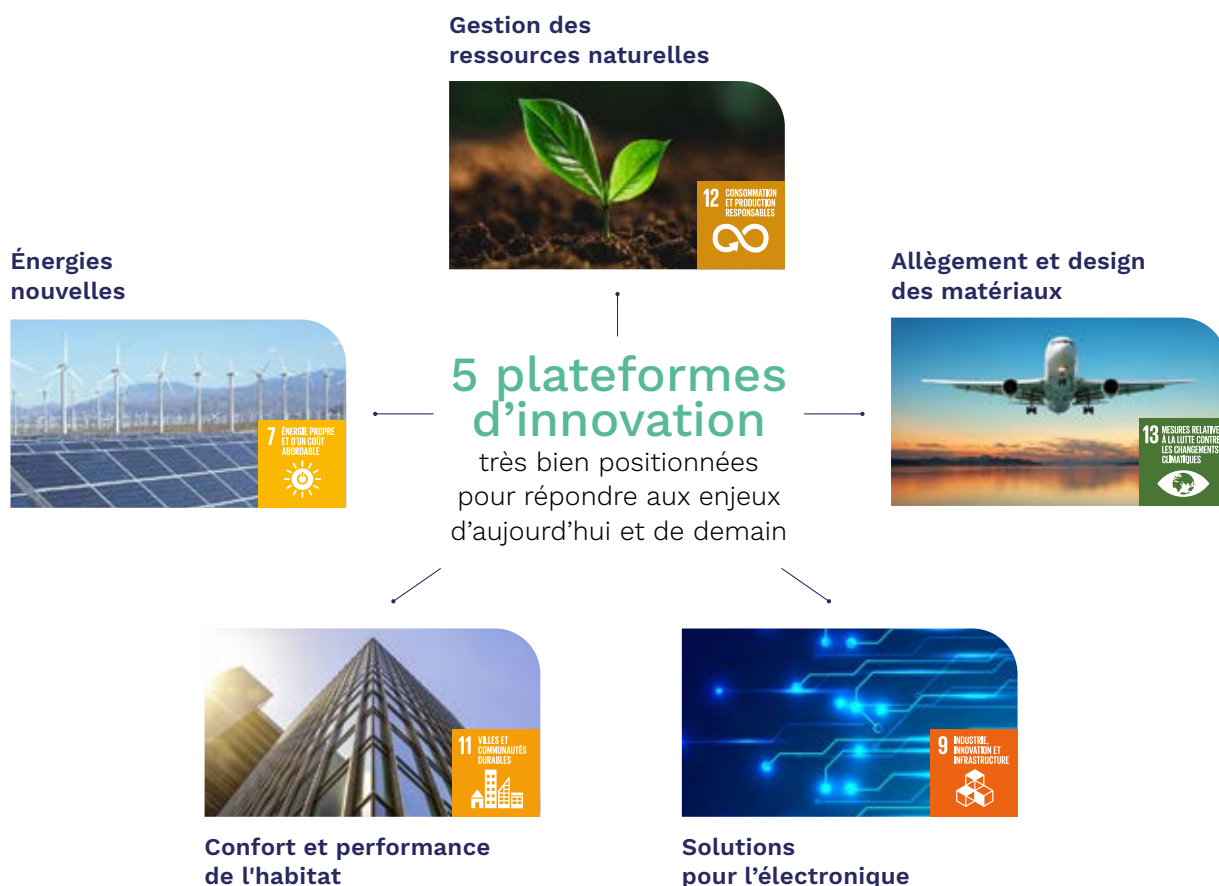 Gestion des
ressources naturelles
12 CONSOMMATION
ET PRODUCTION
RESPONSABLES
Énergies
nouvelles
7 ÉNERGIE PROPRE
ET D'UN COÛT
ABORDABLE
Allègement et design
des matériaux
13 MESURES RELATIVE
À LA LUTTE CONTRE
LES CHANGEMENTS
CLIMATIQUES
5 plateformes
d’innovation
très bien positionnées
pour répondre aux enjeux
d’aujourd’hui et de demain
11 VILLES ET
COMMUNAUTÉS
DURABLES
Confort et performance
de l'habitat
9 INDUSTRIE,
INNOVATION ET
INFRASTRUCTURE
Solutions
pour l’électronique